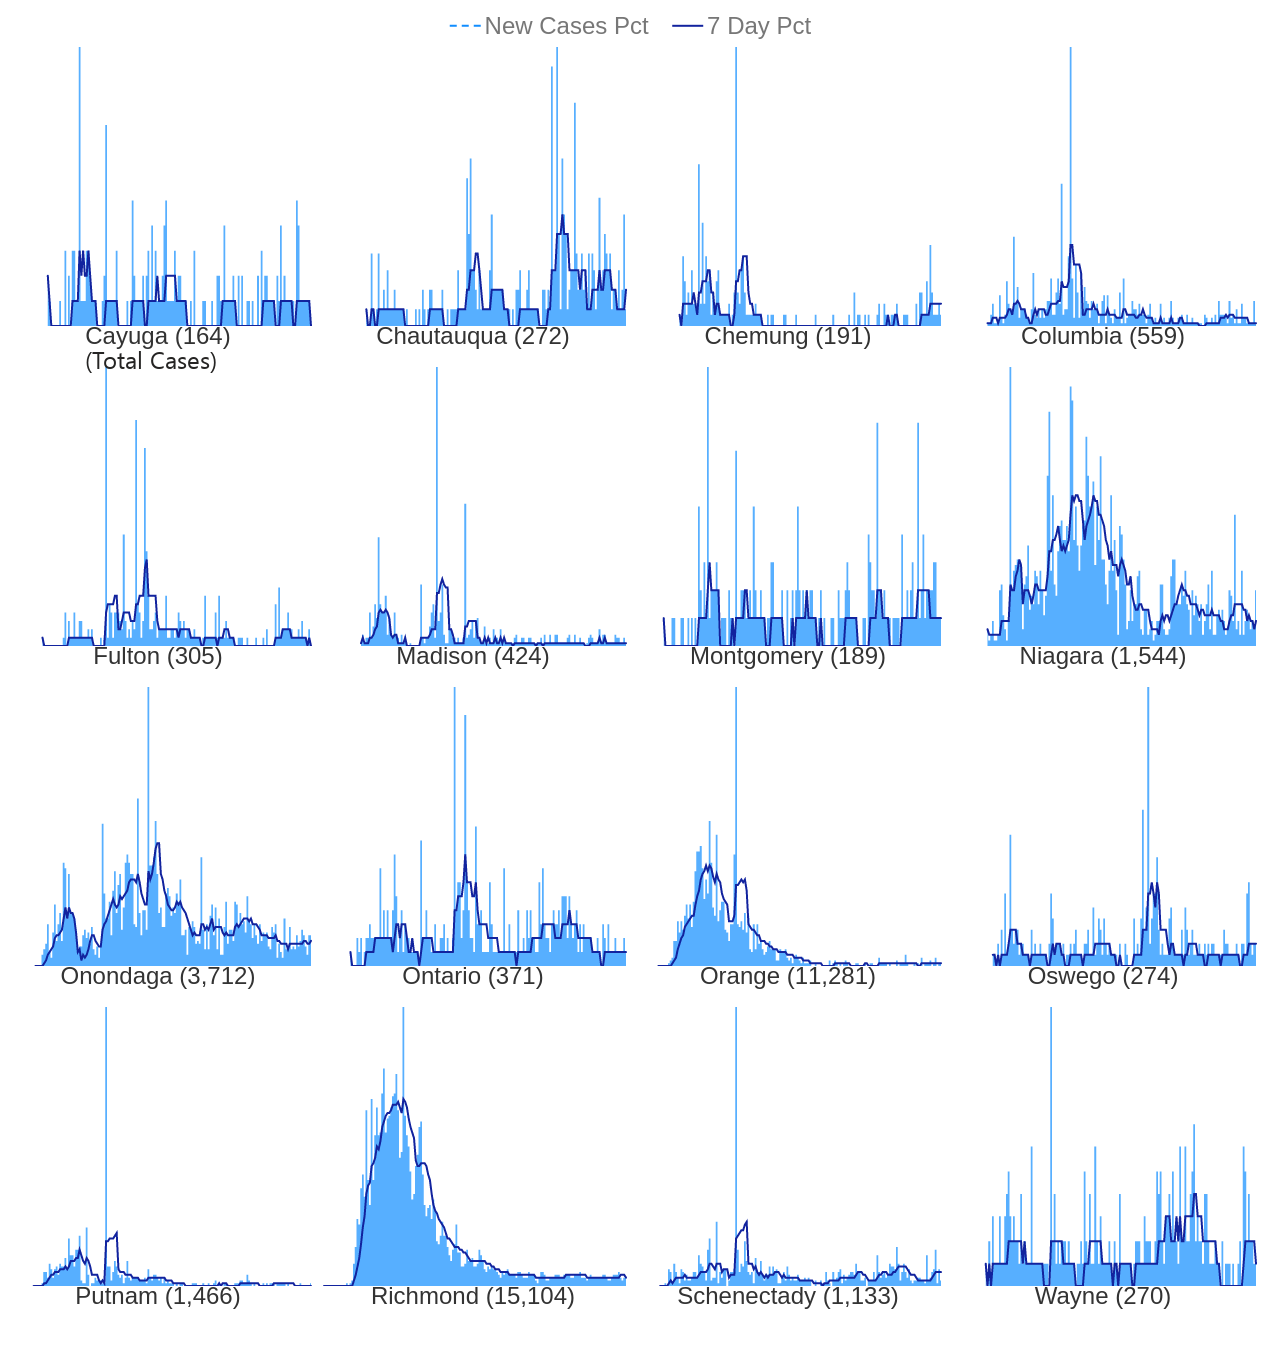 New Cases Pct 7 Day Pct
Cayuga (164)
(Total Cases)
Chautauqua (272)
Chemung (191)
Columbia (559)
Fulton (305)
Madison (424)
Montgomery (189)
Niagara (1,544)
Onondaga (3,712)
Ontario (371)
Orange (11,281)
Oswego (274)
Putnam (1,466)
Richmond (15,104)
Schenectady (1,133)
Wayne (270)